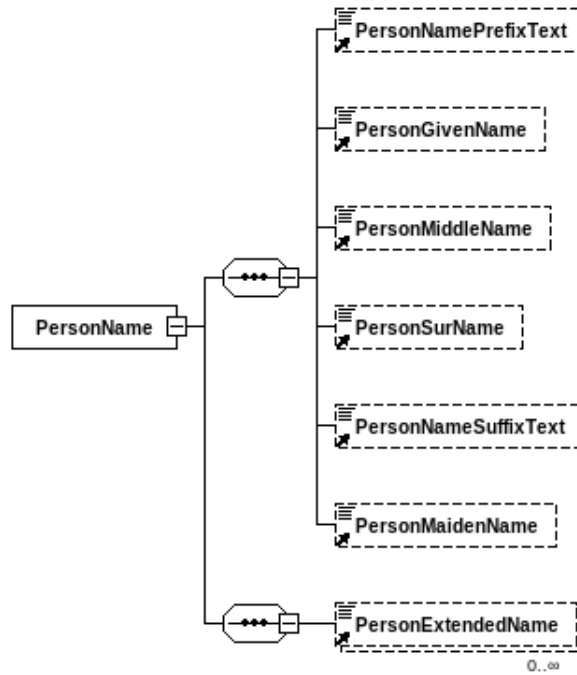 PersonNamePrefixText
PersonGivenName
PersonMiddleName
PersonName
PersonSurName
PersonNameSuffixText
PersonMaidenName
PersonExtendedName
0..∞